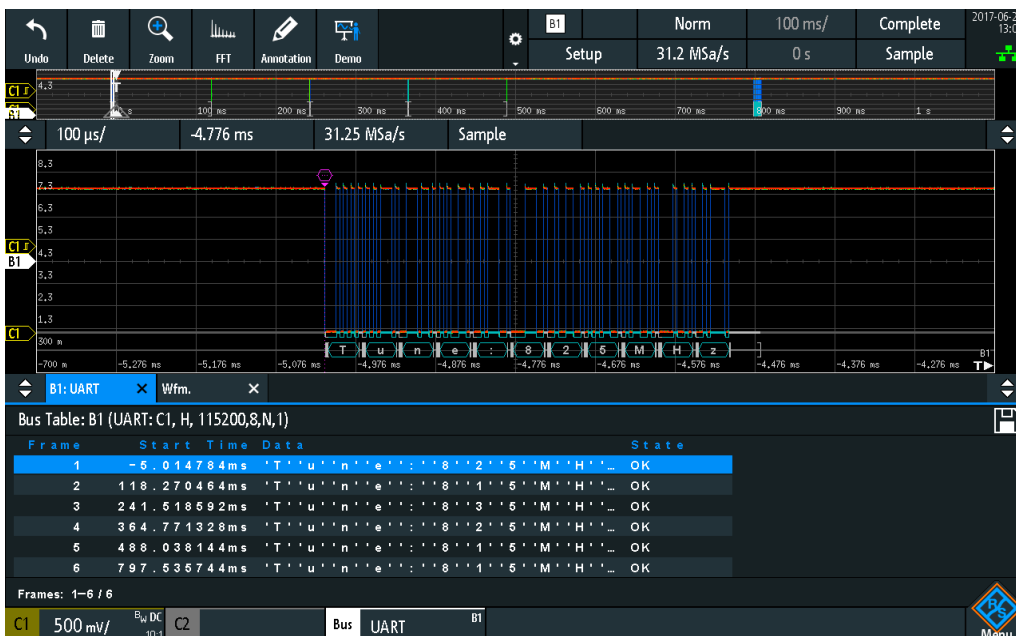 B1 Norm 100 ms/ Complete 2017-06-2
13:0
Undo Delete Zoom FFT Annotation Demo Setup 31.2 MSa/s 0 s Sample
C1 4.3
100 ms 200 ms 300 ms 400 ms 500 ms 600 ms 700 ms 800 ms 900 ms 1 s
100 µs/ -4.776 ms 31.25 MSa/s Sample
8.3
7.3
6.3
5.3
C1
4.3
B1
3.3
2.3
1.3
C1
300 m
T u n e : 8 2 5 M H z
B1
-700 m -5,276 ms -5,176 ms -5,076 ms -4,976 ms -4,876 ms -4,776 ms -4,676 ms -4,576 ms -4,476 ms -4,376 ms -4,276 ms T
B1: UART Wfm.
Bus Table: B1 (UART: C1, H, 115200,8,N,1)
Frame Start Time Data State
1 -5.014784ms 'T''u''n''e'':''8''2''5''M''H''… OK
2 118.270464ms 'T''u''n''e'':''8''1''5''M''H''… OK
3 241.518592ms 'T''u''n''e'':''8''3''5''M''H''… OK
4 364.771328ms 'T''u''n''e'':''8''2''5''M''H''… OK
5 488.038144ms 'T''u''n''e'':''8''1''5''M''H''… OK
6 797.535744ms 'T''u''n''e'':''8''1''5''M''H''… OK
Frames: 1-6 / 6
C1 500 mV/ BW DC 10:1 C2 Bus UART B1
R&S
Menu